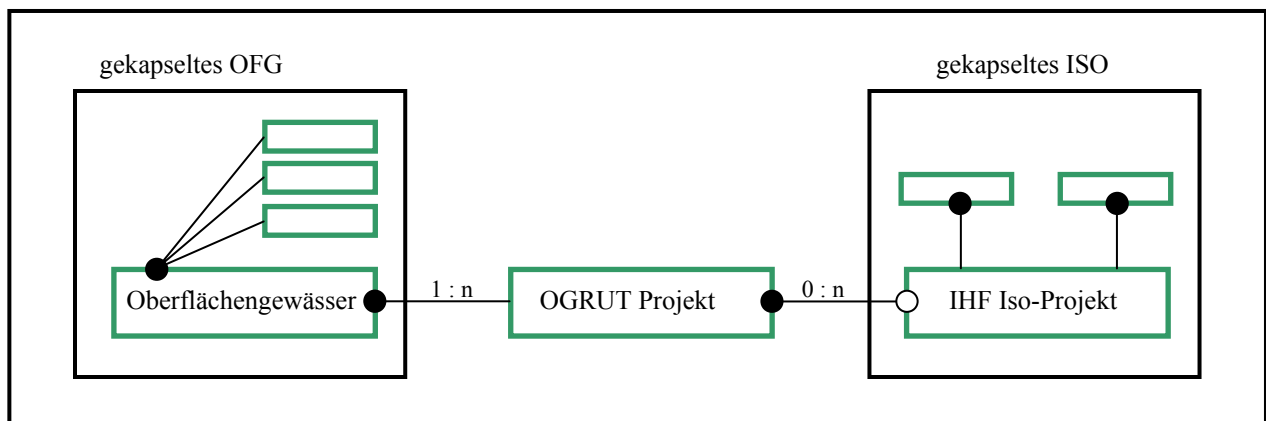 gekapseltes OFG
gekapseltes ISO
Oberflächengewässer
1 : n
OGRUT Projekt
0 : n
IHF Iso-Projekt